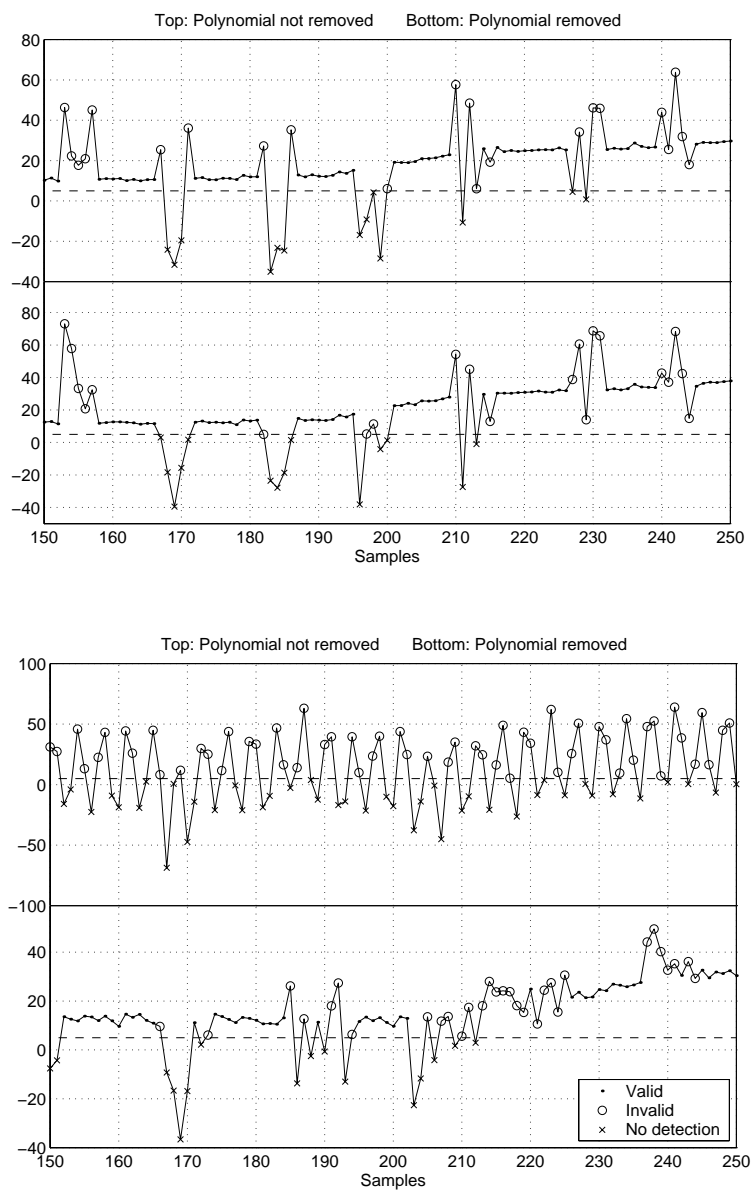 Top: Polynomial not removed Bottom: Polynomial removed
80
60
40
20
0
−20
−40
80
60
40
20
0
−20
−40
150 160 170 180 190 200 210 220 230 240 250
Samples
Top: Polynomial not removed Bottom: Polynomial removed
100
50
0
−50
−100
40
20
0
−20
−40
Valid
Invalid
No detection
150 160 170 180 190 200 210 220 230 240 250
Samples